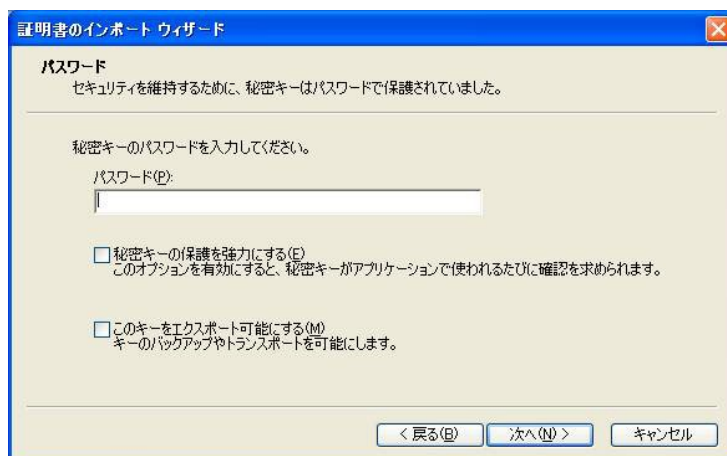 証明書のインポート ウィザード
パスワード
セキュリティを維持するために、秘密キーはパスワードで保護されていました。
秘密キーのパスワードを入力してください。
パスワード(P):
秘密キーの保護を強力にする(E)
このオプションを有効にすると、秘密キーがアプリケーションで使われるたびに確認を求められます。
このキーをエクスポート可能にする(M)
キーのバックアップやトランスポートを可能にします。
< 戻る(B) 次へ(N) > キャンセル